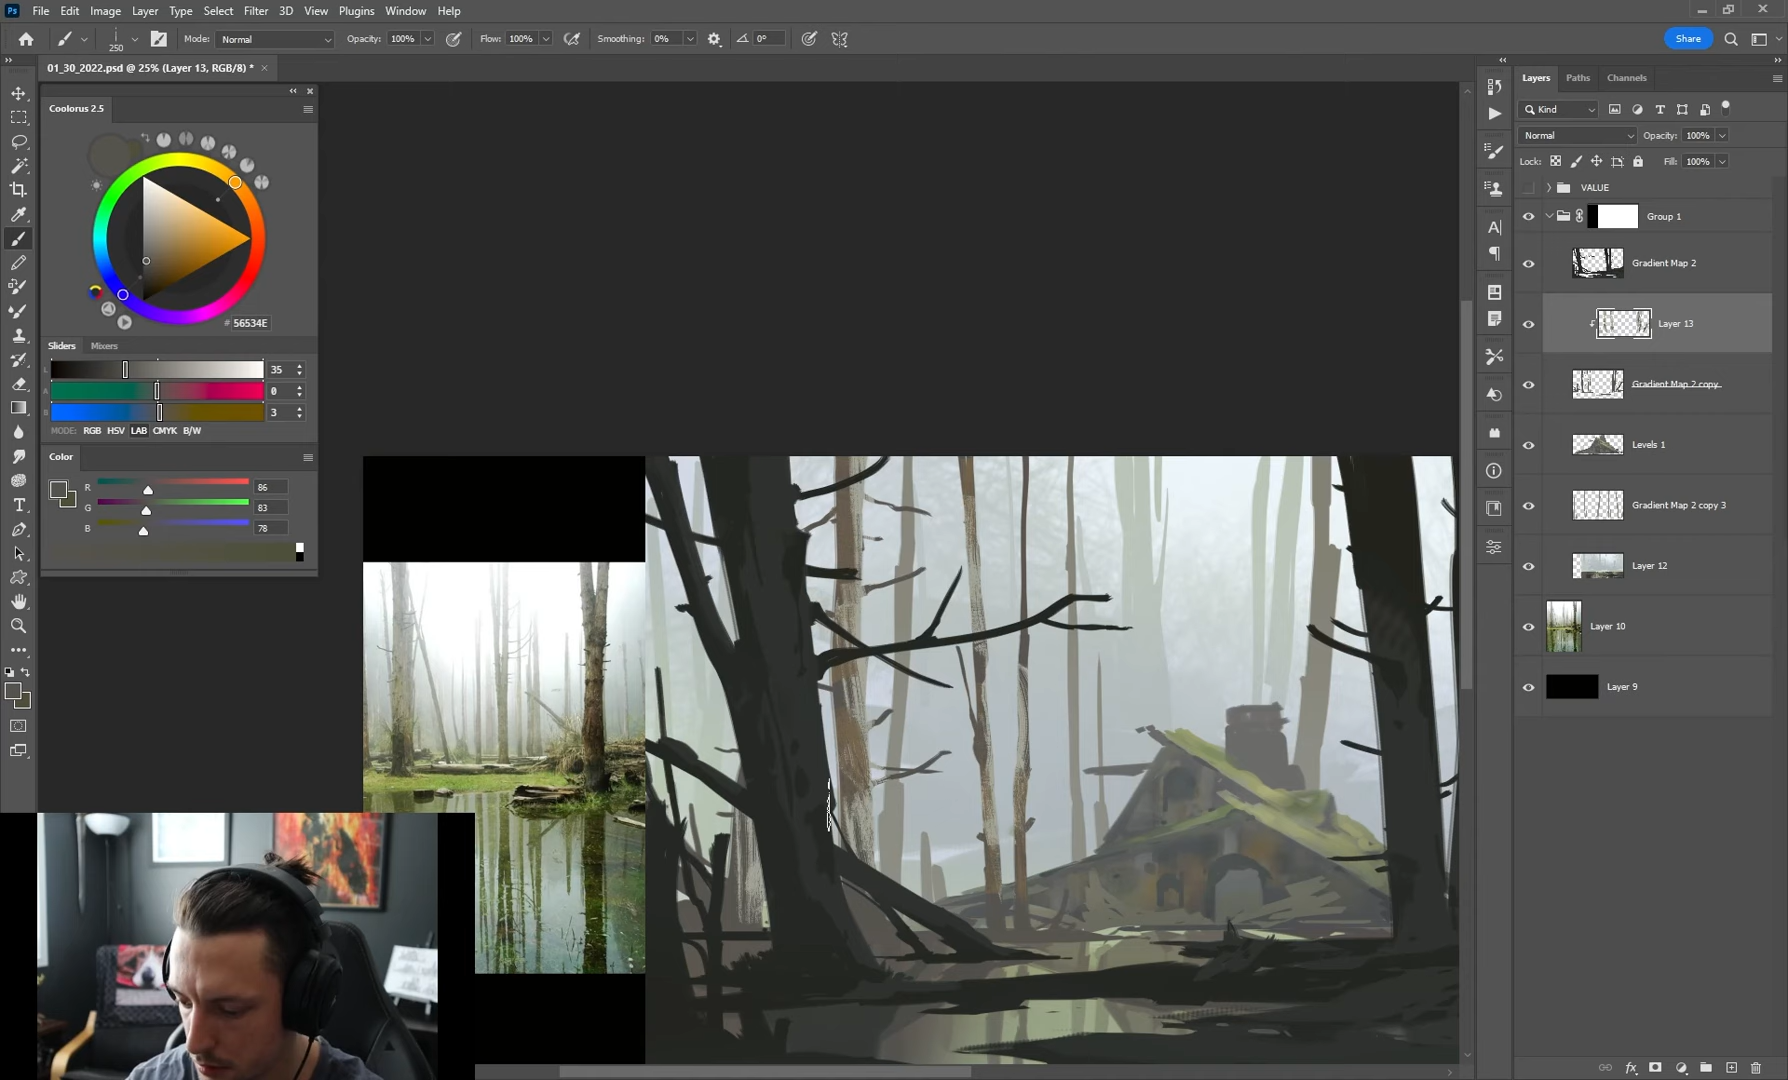 Ps File Edit Image Layer Type Select Filter 3D View Plugins Window Help
250 Mode: Normal Opacity: 100% Flow: 100% Smoothing: 0% 0° Share
01_30_2022.psd @ 25% (Layer 13, RGB/8) *
Coolorus 2.5
# 56534E
Sliders Mixers
L 35
A 0
B 3
MODE: RGB HSV LAB CMYK B/W
Color
R 86
G 83
B 78
Layers Paths Channels
Kind
Normal Opacity: 100%
Lock: Fill: 100%
VALUE
Group 1
Gradient Map 2
Layer 13
Gradient Map 2 copy
Levels 1
Gradient Map 2 copy 3
Layer 12
Layer 10
Layer 9
fx